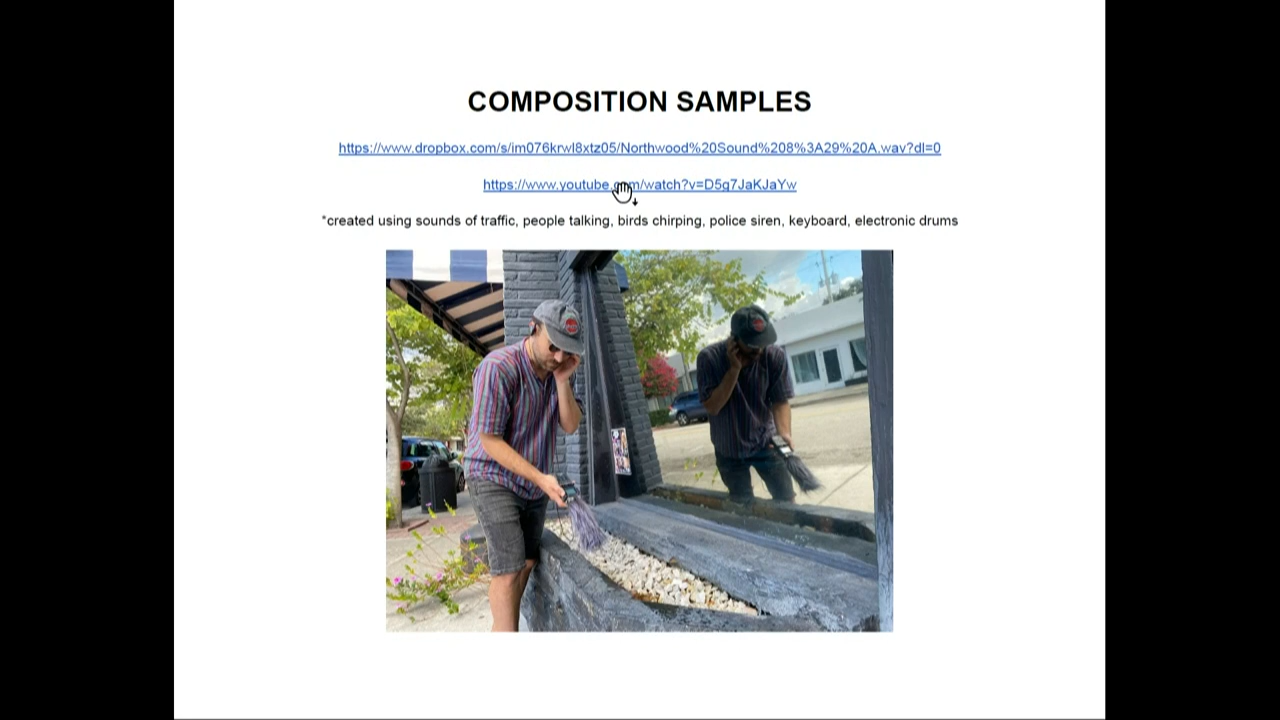 COMPOSITION SAMPLES
https://www.dropbox.com/s/im076krwl8xtz05/Northwood%20Sound%208%3A29%20A.wav?dl=0
https://www.youtube.com/watch?v=D5g7JaKJaYw
*created using sounds of traffic, people talking, birds chirping, police siren, keyboard, electronic drums